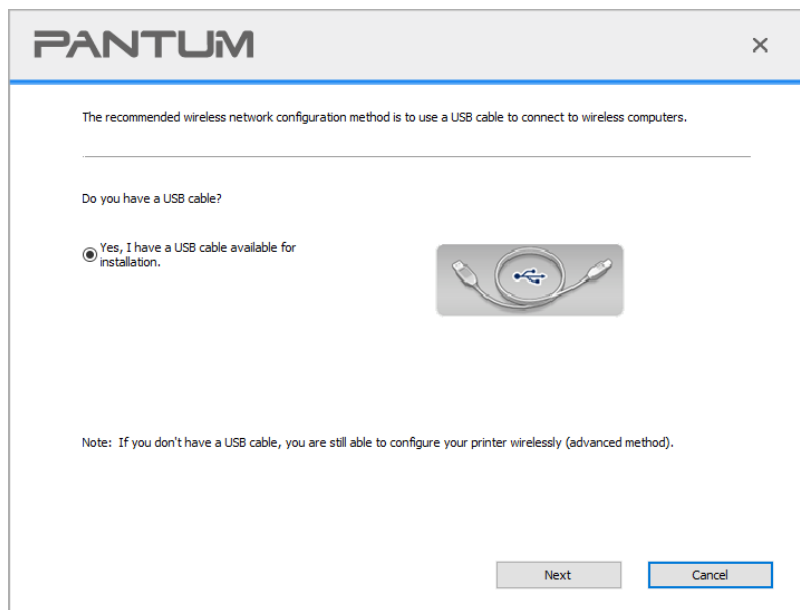 PANTUM
The recommended wireless network configuration method is to use a USB cable to connect to wireless computers.
Do you have a USB cable?
Yes, I have a USB cable available for
installation.
Note: If you don't have a USB cable, you are still able to configure your printer wirelessly (advanced method).
Next
Cancel